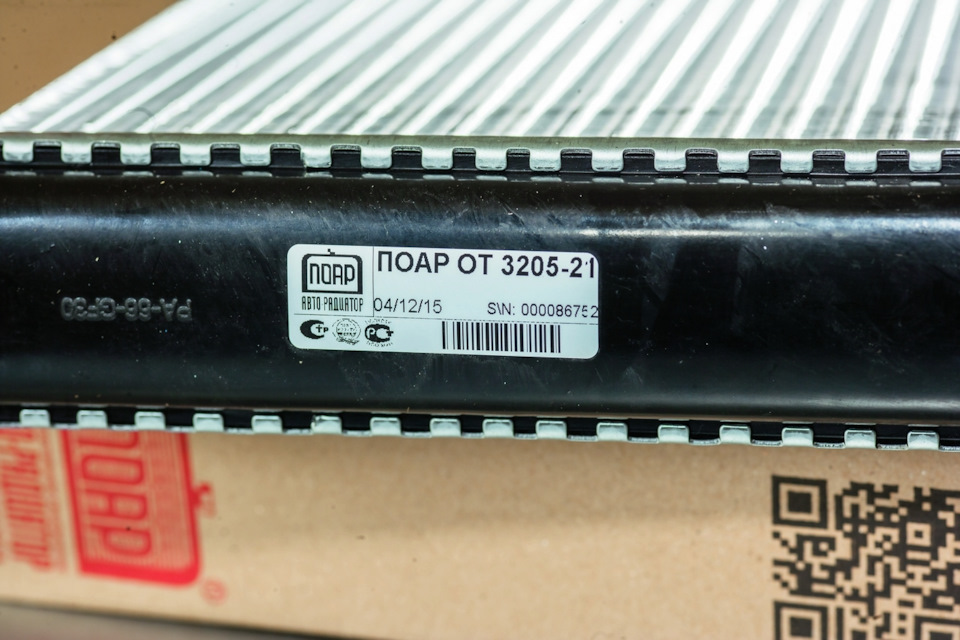 ПОАР
АВТО РАДИАТОР
ПОАР ОТ 3205-21
04/12/15
S\N: 000086752
PA-66-GF30
ПОАР
®